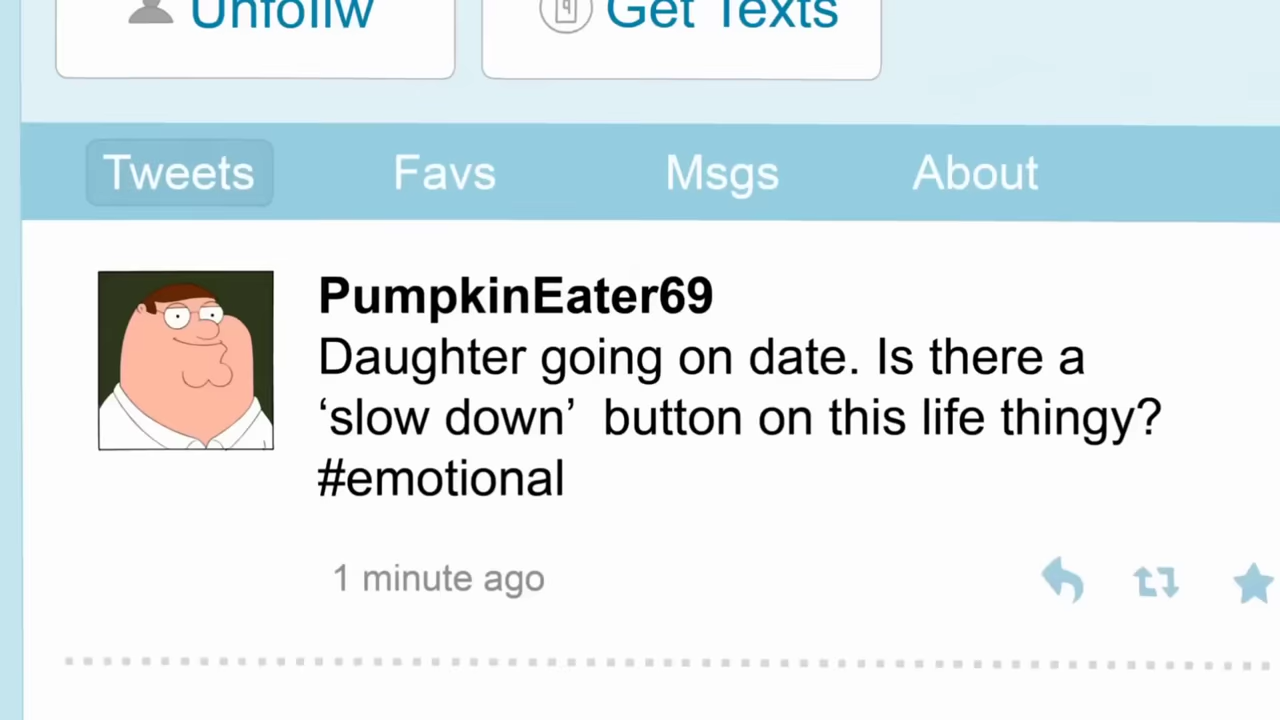 Unfollw Get Texts
Tweets Favs Msgs About
PumpkinEater69
Daughter going on date. Is there a
‘slow down’ button on this life thingy?
#emotional
1 minute ago